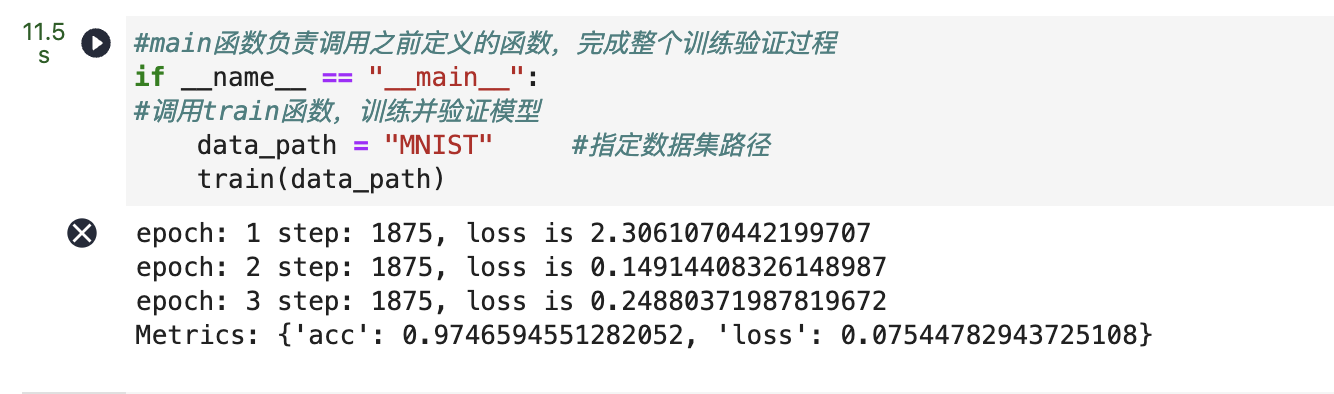 11.5
s
#main函数负责调用之前定义的函数，完成整个训练验证过程
if __name__ == "__main__":
#调用train函数，训练并验证模型
    data_path = "MNIST"     #指定数据集路径
    train(data_path)
epoch: 1 step: 1875, loss is 2.3061070442199707
epoch: 2 step: 1875, loss is 0.14914408326148987
epoch: 3 step: 1875, loss is 0.24880371987819672
Metrics: {'acc': 0.9746594551282052, 'loss': 0.07544782943725108}